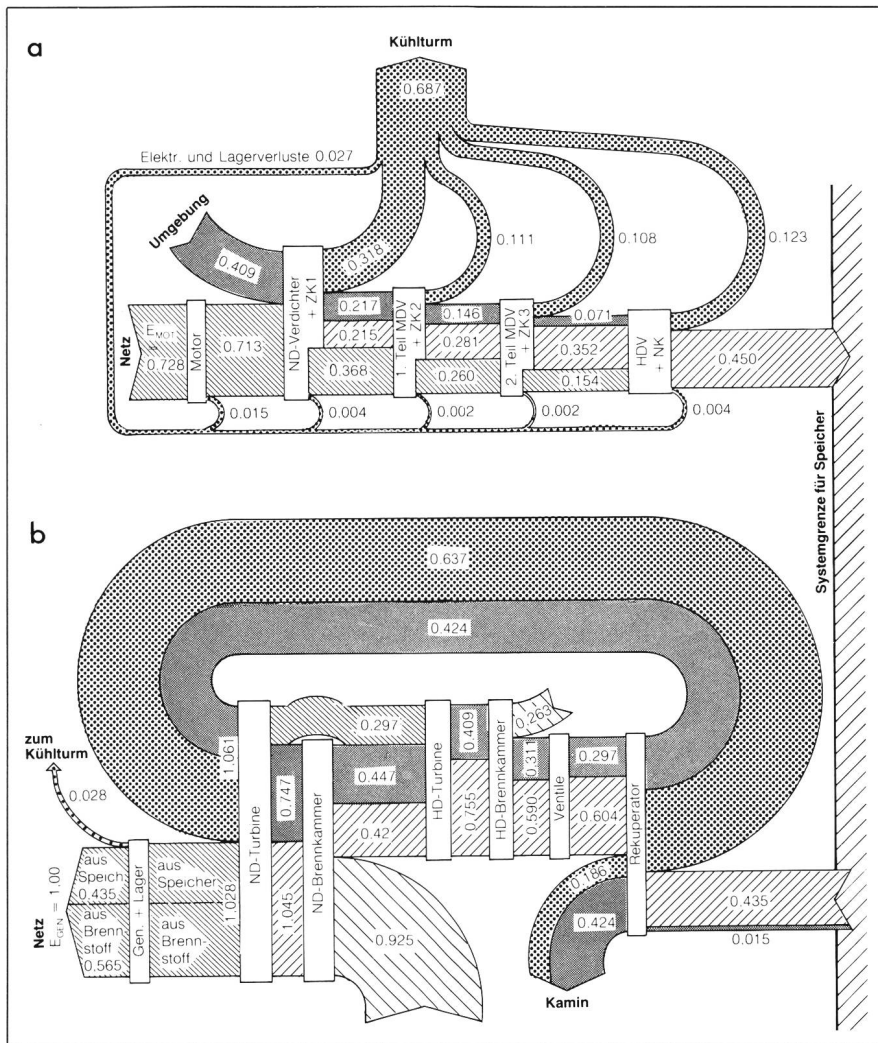 a
Kühlturm
0.687
Elektr. und Lagerverluste 0.027
Umgebung
0.409
0.318
0.111
0.108
0.123
Netz
E_MOT =
0.728
Motor
0.713
ND-Verdichter
+ ZK1
0.217
0.215
0.368
1. Teil MDV
+ ZK2
0.146
0.281
0.260
2. Teil MDV
+ ZK3
0.071
0.352
0.154
HDV
+ NK
0.450
0.015
0.004
0.002
0.002
0.004
Systemgrenze für Speicher
b
0.637
0.424
zum
Kühlturm
0.028
1.061
0.297
0.409
0.263
0.747
0.447
0.311
0.297
ND-Turbine
ND-Brennkammer
0.42
HD-Turbine
0.755
HD-Brennkammer
0.590
Ventile
0.604
Rekuperator
Netz
E_GEN = 1.00
aus
Speich.
0.435
aus
Brenn-
stoff
0.565
Gen. + Lager
aus
Speicher
aus
Brenn-
stoff
1.028
1.045
0.925
0.186
0.424
0.435
0.015
Kamin